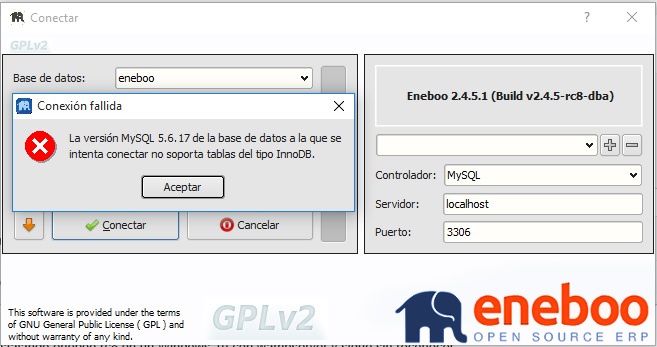 Conectar
GPLv2
Base de datos:
eneboo
Conexión fallida
La versión MySQL 5.6.17 de la base de datos a la que se
intenta conectar no soporta tablas del tipo InnoDB.
Aceptar
Conectar
Cancelar
Eneboo 2.4.5.1 (Build v2.4.5-rc8-dba)
Controlador:
MySQL
Servidor:
localhost
Puerto:
3306
This software is provided under the terms
of GNU General Public License ( GPL ) and
without warranty of any kind.
GPLv2
eneboo
OPEN SOURCE ERP